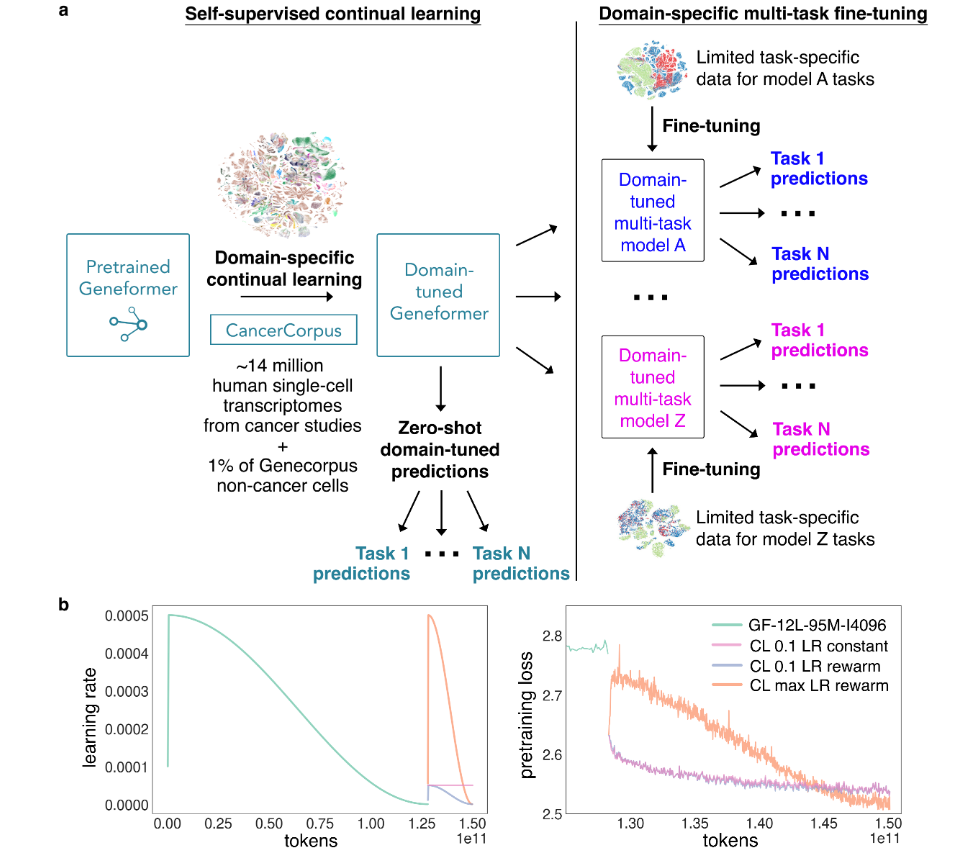 a
Self-supervised continual learning
Pretrained
Geneformer
Domain-specific
continual learning
CancerCorpus
~14 million
human single-cell
transcriptomes
from cancer studies
+
1% of Genecorpus
non-cancer cells
Domain-
tuned
Geneformer
Zero-shot
domain-tuned
predictions
Task 1
predictions
...
Task N
predictions
Domain-specific multi-task fine-tuning
Limited task-specific
data for model A tasks
Fine-tuning
Domain-
tuned
multi-task
model A
Task 1
predictions
...
Task N
predictions
...
Domain-
tuned
multi-task
model Z
Task 1
predictions
...
Task N
predictions
Fine-tuning
Limited task-specific
data for model Z tasks
b
learning rate
0.0005
0.0004
0.0003
0.0002
0.0001
0.0000
0.00 0.25 0.50 0.75 1.00 1.25 1.50
1e11
tokens
pretraining loss
2.8
2.7
2.6
2.5
GF-12L-95M-I4096
CL 0.1 LR constant
CL 0.1 LR rewarm
CL max LR rewarm
1.30 1.35 1.40 1.45 1.50
1e11
tokens